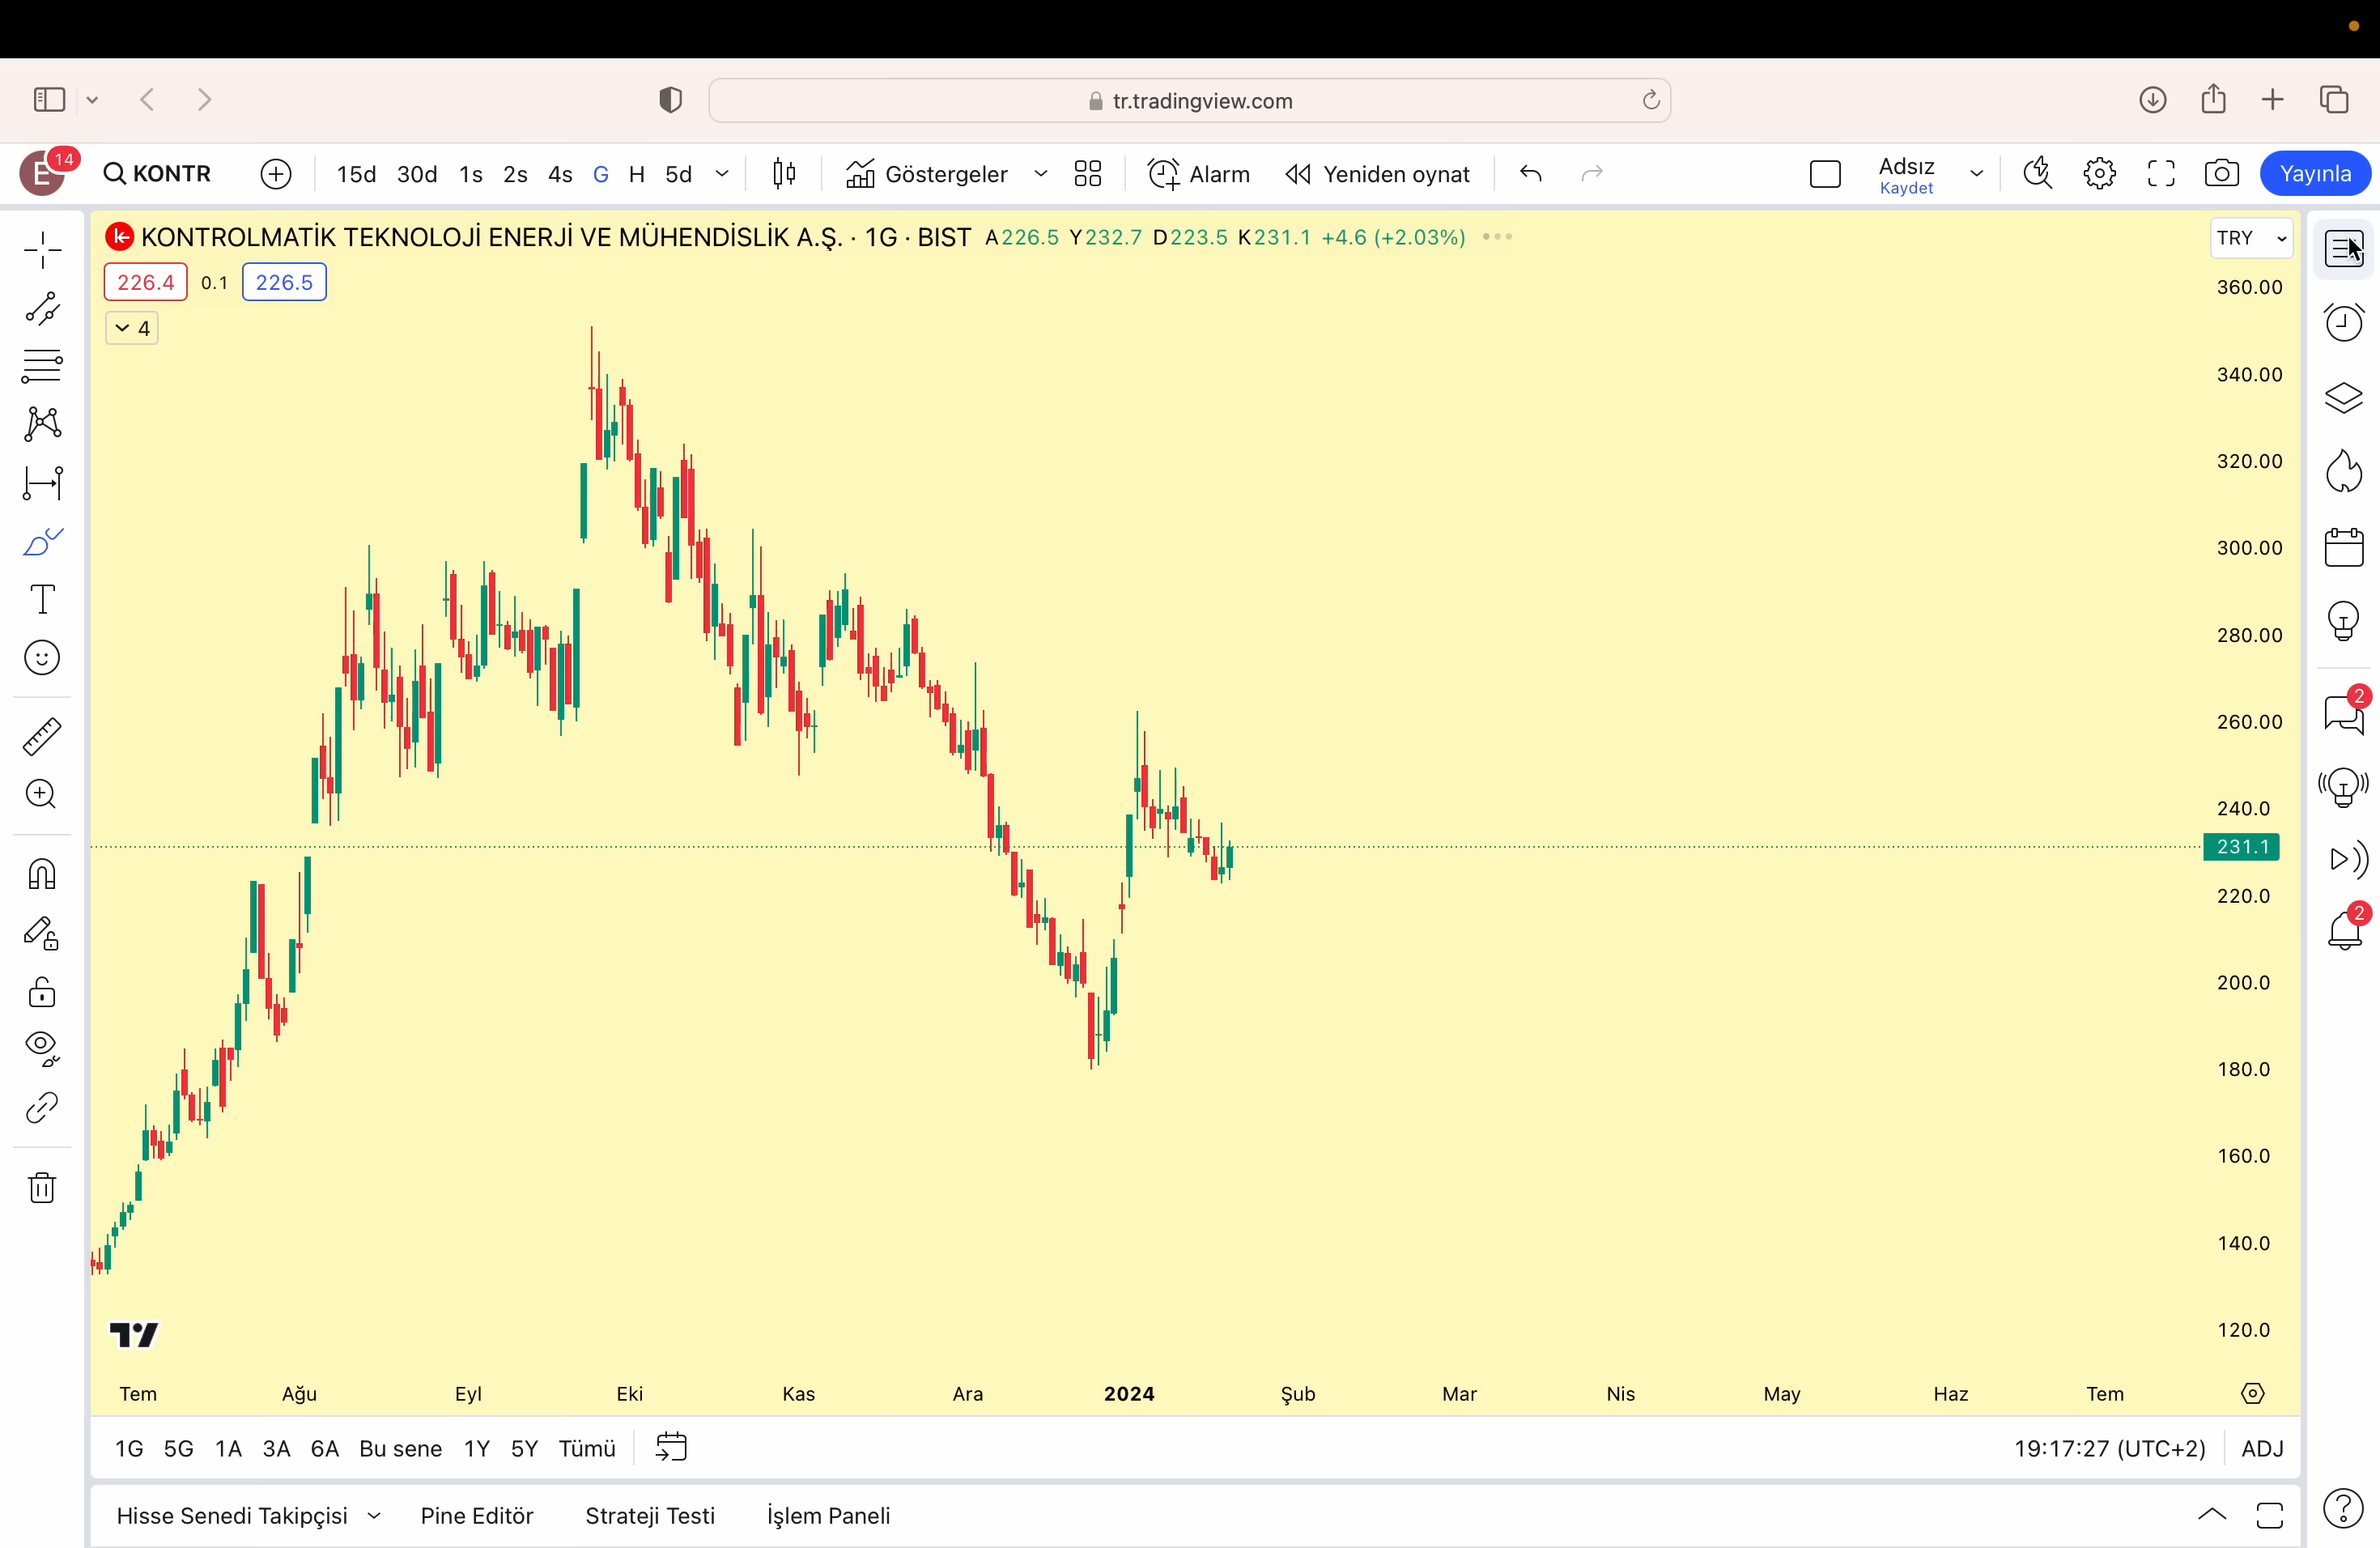 tr.tradingview.com
E 14 KONTR 15d 30d 1s 2s 4s G H 5d Göstergeler Alarm Yeniden oynat Adsız Yayınla
Kaydet
KONTROLMATİK TEKNOLOJİ ENERJİ VE MÜHENDİSLİK A.Ş. · 1G · BIST A226.5 Y232.7 D223.5 K231.1 +4.6 (+2.03%) TRY
226.4 0.1 226.5
360.00
4
340.00
320.00
300.00
280.00
2
260.00
240.0
231.1
220.0
2
200.0
180.0
160.0
140.0
120.0
Tem Ağu Eyl Eki Kas Ara 2024 Şub Mar Nis May Haz Tem
1G 5G 1A 3A 6A Bu sene 1Y 5Y Tümü 19:17:27 (UTC+2) ADJ
Hisse Senedi Takipçisi Pine Editör Strateji Testi İşlem Paneli